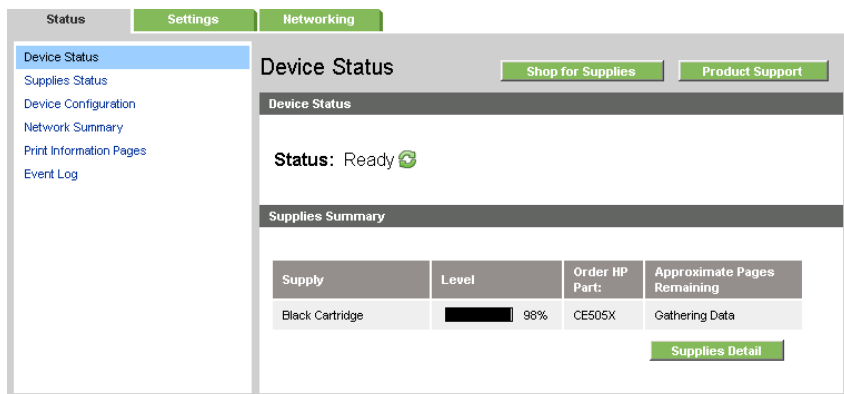 Status Settings Networking
Device Status
Supplies Status
Device Configuration
Network Summary
Print Information Pages
Event Log
Device Status Shop for Supplies Product Support
Device Status
Status: Ready
Supplies Summary
Supply Level Order HP Part: Approximate Pages Remaining
Black Cartridge 98% CE505X Gathering Data
Supplies Detail